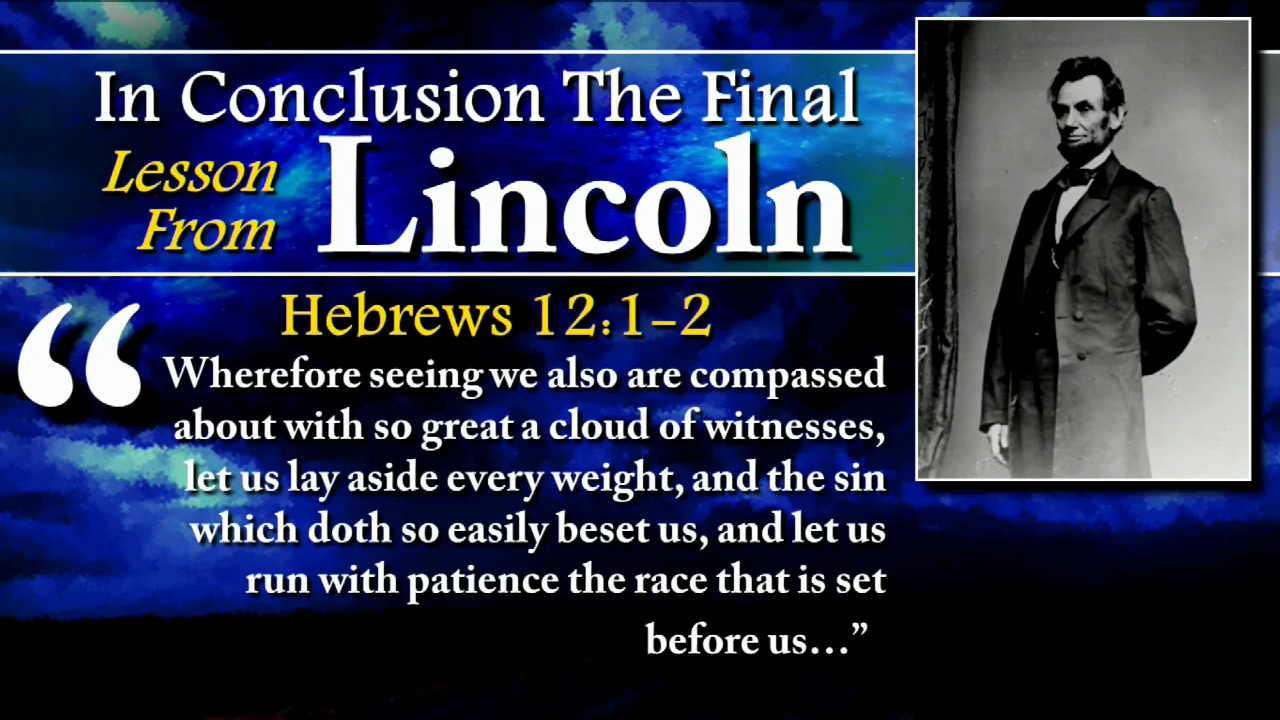 In Conclusion The Final
Lesson
From
Lincoln
Hebrews 12:1–2
“Wherefore seeing we also are compassed
about with so great a cloud of witnesses,
let us lay aside every weight, and the sin
which doth so easily beset us, and let us
run with patience the race that is set
before us…”